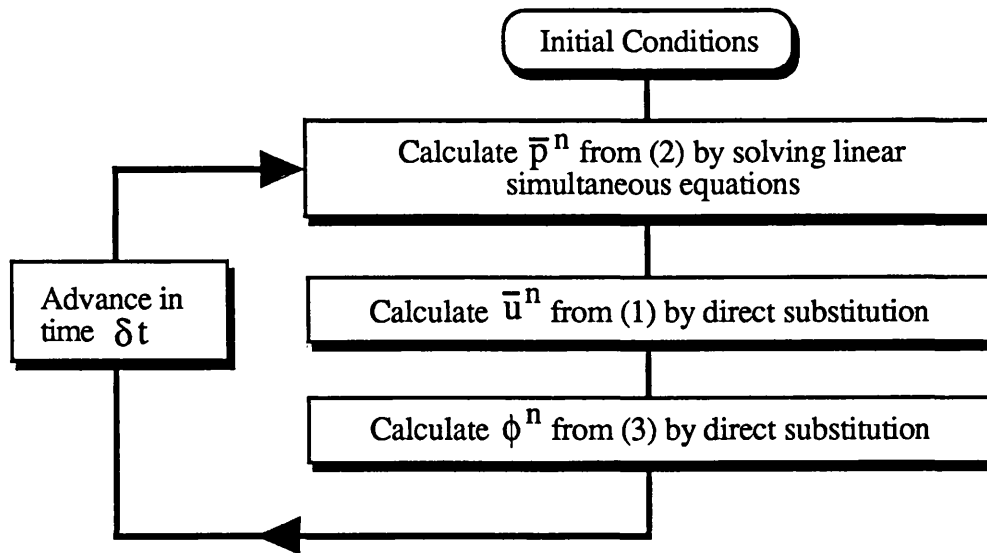 Initial Conditions
Calculate p̅ⁿ from (2) by solving linear
simultaneous equations
Advance in
time δt
Calculate u̅ⁿ from (1) by direct substitution
Calculate ϕⁿ from (3) by direct substitution